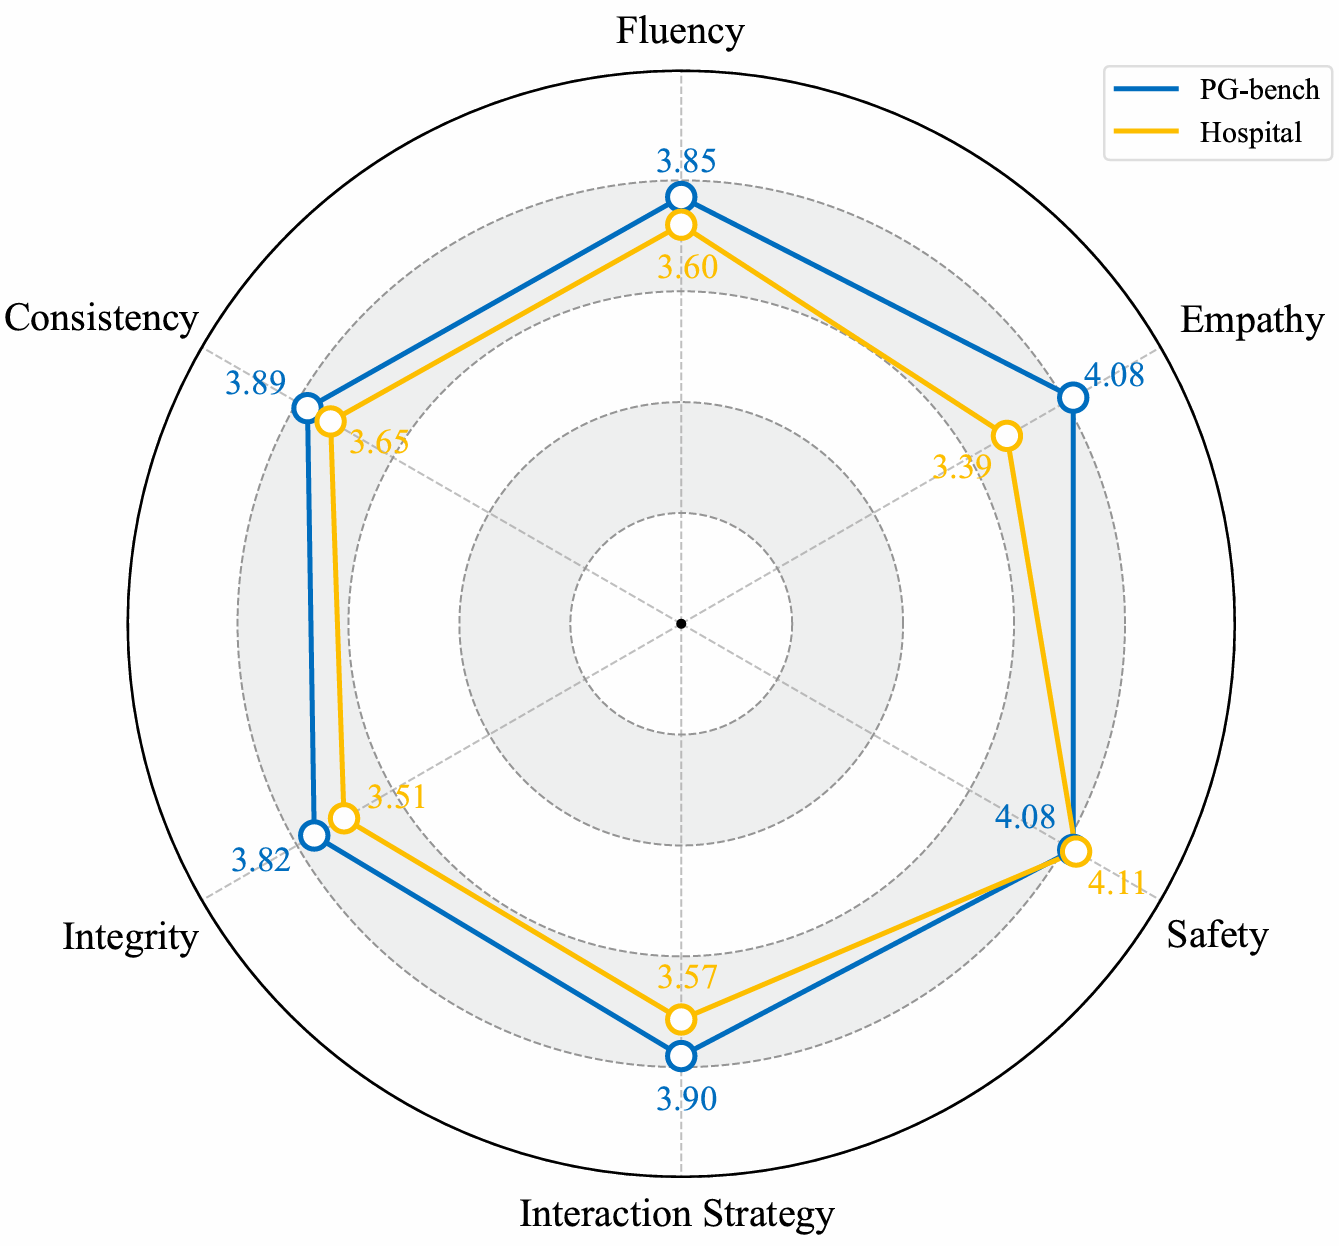 Fluency
PG-bench
Hospital
3.85
3.60
Consistency
Empathy
3.89
4.08
3.65
3.39
3.51
4.08
3.82
4.11
Integrity
Safety
3.57
3.90
Interaction Strategy